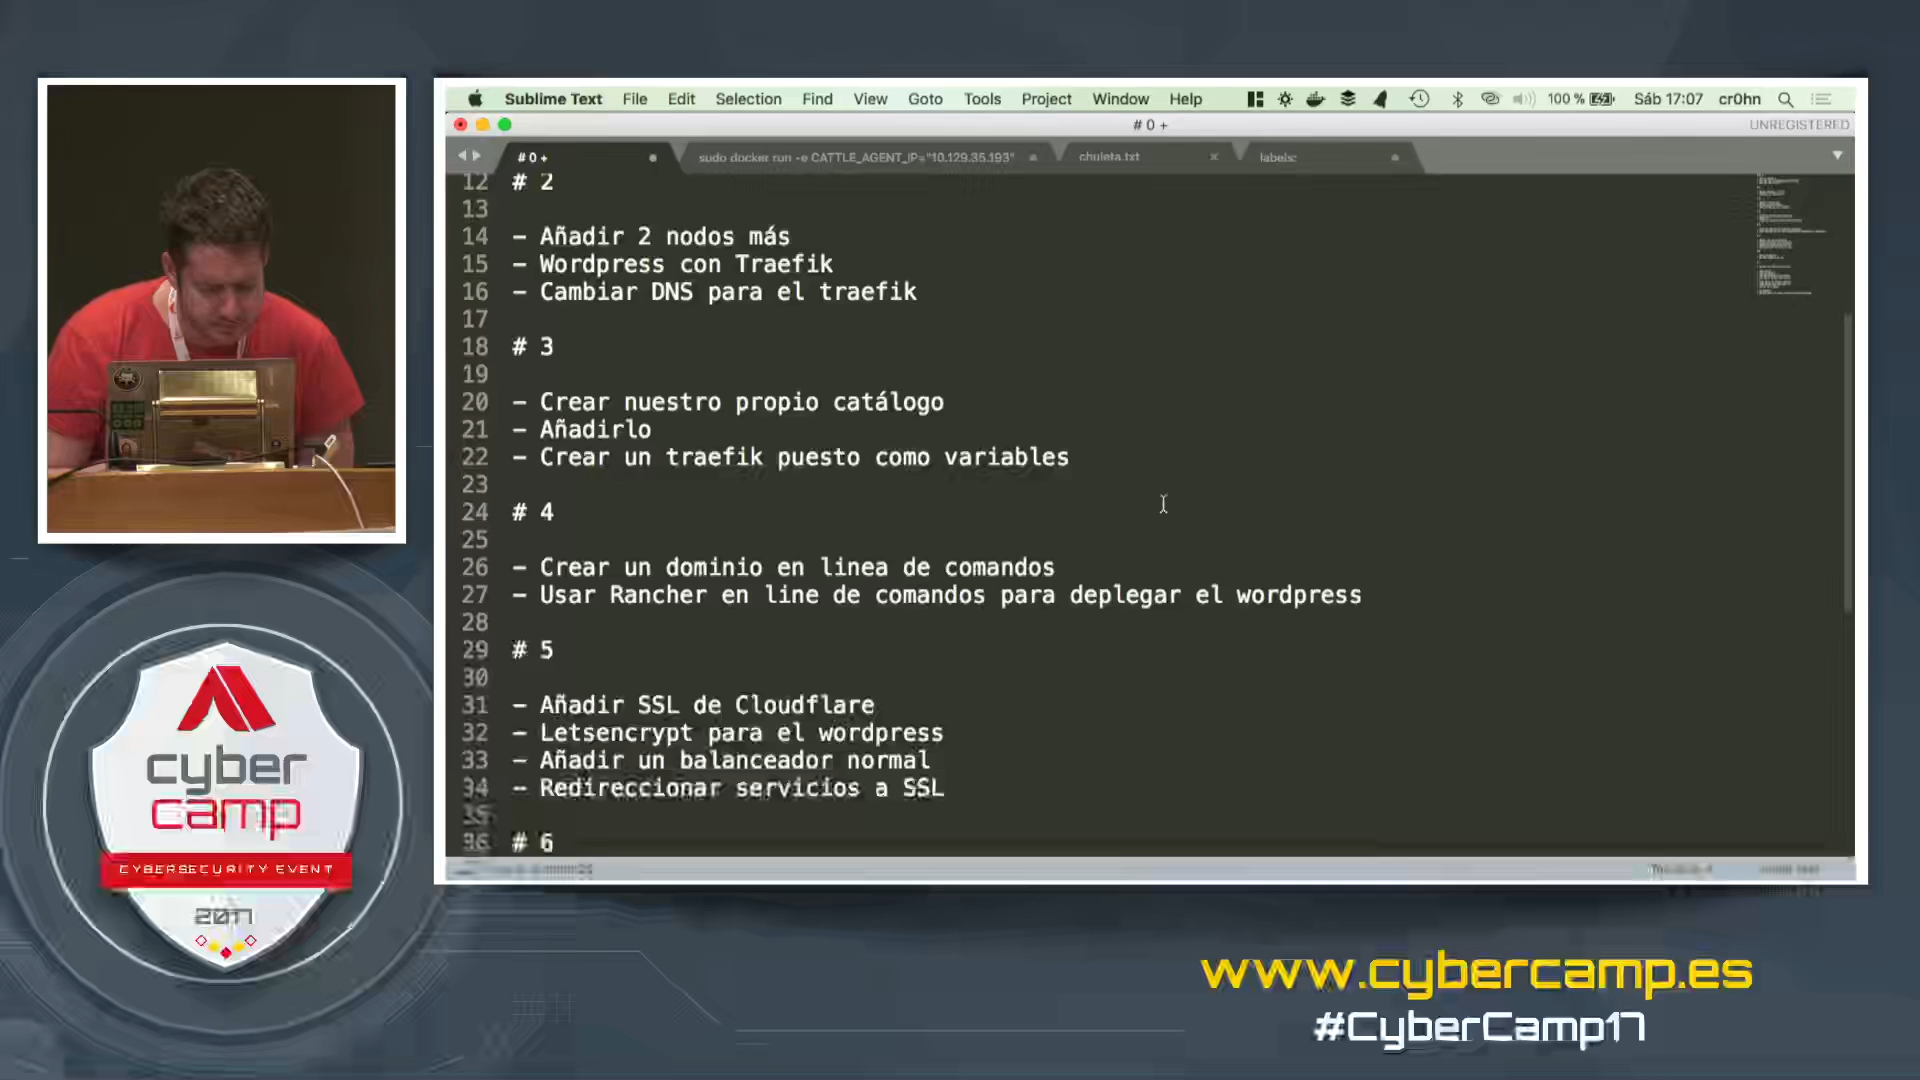 Sublime Text File Edit Selection Find View Goto Tools Project Window Help 100 % Sáb 17:07 cr0hn
# 0 +
UNREGISTERED
# 0 + sudo docker run -e CATTLE_AGENT_IP="10.129.35.193" chuleta.txt labels:
12 # 2
13
14 - Añadir 2 nodos más
15 - Wordpress con Traefik
16 - Cambiar DNS para el traefik
17
18 # 3
19
20 - Crear nuestro propio catálogo
21 - Añadirlo
22 - Crear un traefik puesto como variables
23
24 # 4
25
26 - Crear un dominio en linea de comandos
27 - Usar Rancher en line de comandos para deplegar el wordpress
28
29 # 5
30
31 - Añadir SSL de Cloudflare
32 - Letsencrypt para el wordpress
33 - Añadir un balanceador normal
34 - Redireccionar servicios a SSL
35
36 # 6
cyber
camp
CYBERSECURITY EVENT
2017
www.cybercamp.es
#CyberCamp17